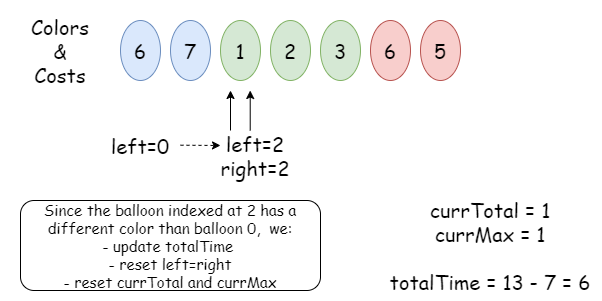 Colors
&
Costs
6 7 1 2 3 6 5
left=0
left=2
right=2
Since the balloon indexed at 2 has a
different color than balloon 0, we:
- update totalTime
- reset left=right
- reset currTotal and currMax
currTotal = 1
currMax = 1
totalTime = 13 - 7 = 6